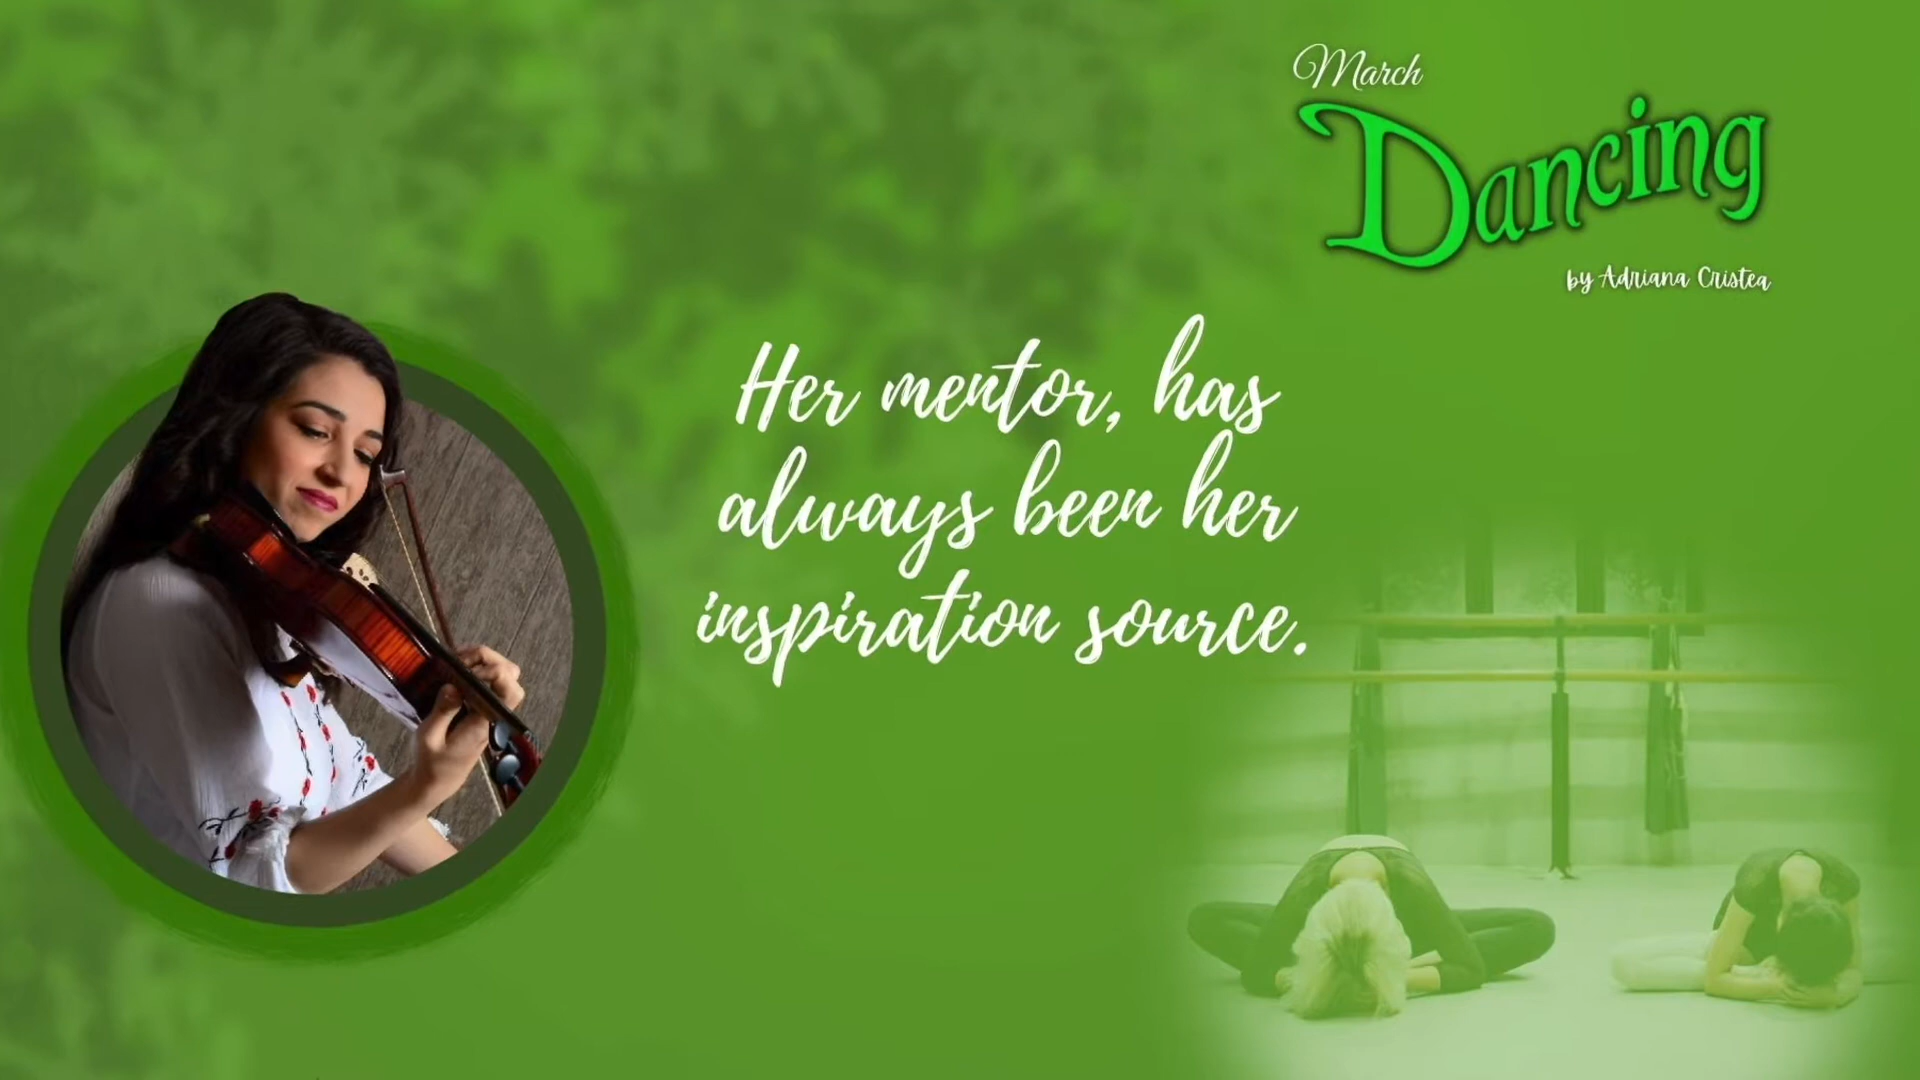 March
Dancing
by Adriana Cristea
Her mentor, has
always been her
inspiration source.